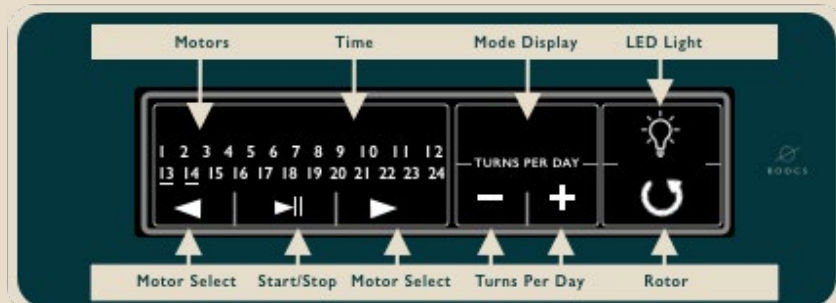 Motors Time Mode Display LED Light
1 2 3 4 5 6 7 8 9 10 11 12
13 14 15 16 17 18 19 20 21 22 23 24
TURNS PER DAY
RODGS
Motor Select Start/Stop Motor Select Turns Per Day Rotor